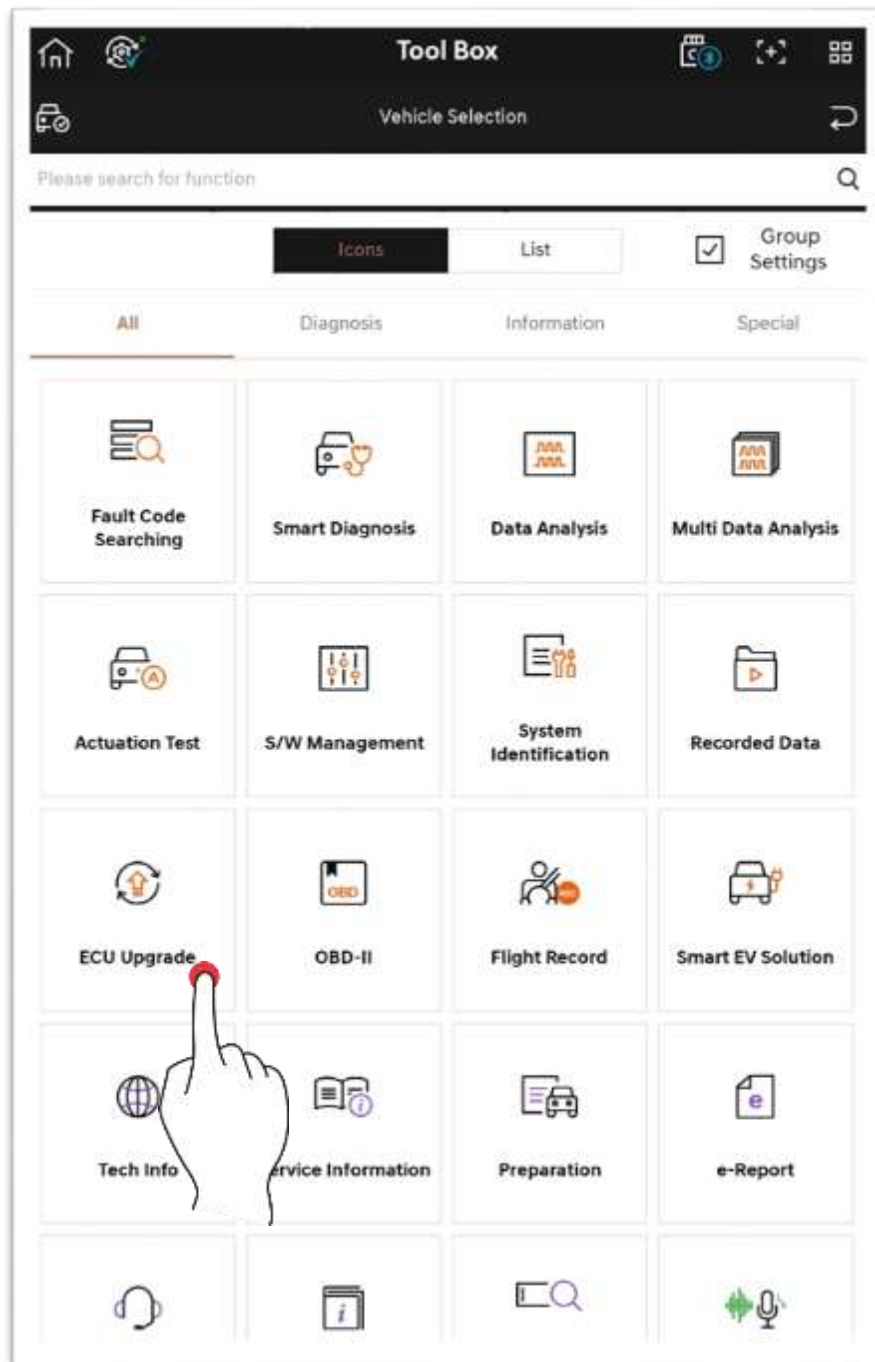 Tool Box
Vehicle Selection
Please search for function
Icons
List
Group
Settings
All
Diagnosis
Information
Special
Fault Code
Searching
Smart Diagnosis
Data Analysis
Multi Data Analysis
Actuation Test
S/W Management
System
Identification
Recorded Data
ECU Upgrade
OBD
OBD-II
Flight Record
Smart EV Solution
Tech Info
ervice Information
Preparation
e
e-Report